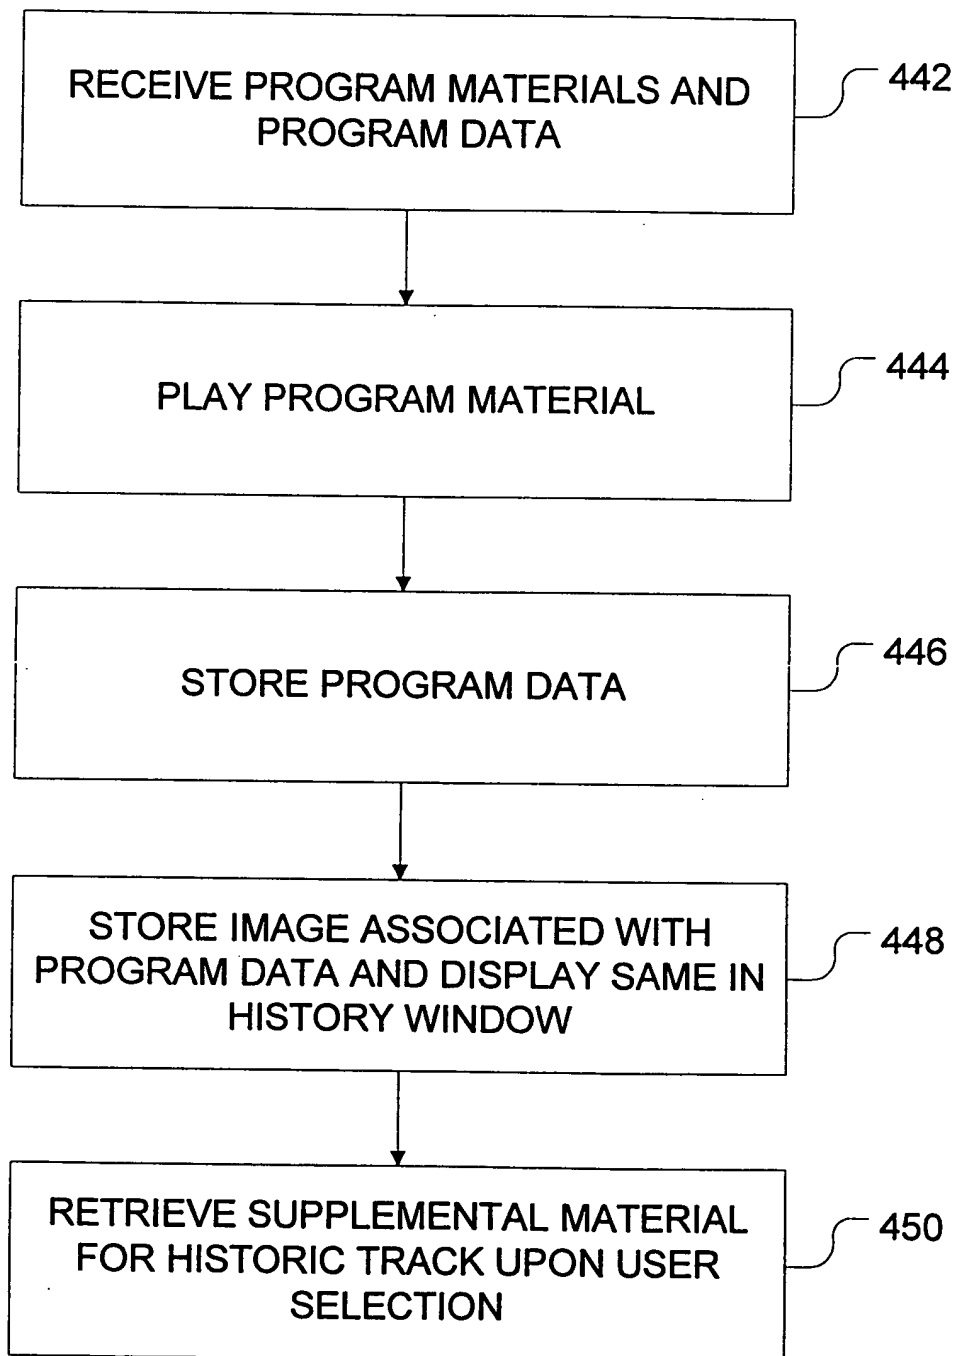 RECEIVE PROGRAM MATERIALS AND
PROGRAM DATA
442
PLAY PROGRAM MATERIAL
444
STORE PROGRAM DATA
446
STORE IMAGE ASSOCIATED WITH
PROGRAM DATA AND DISPLAY SAME IN
HISTORY WINDOW
448
RETRIEVE SUPPLEMENTAL MATERIAL
FOR HISTORIC TRACK UPON USER
SELECTION
450